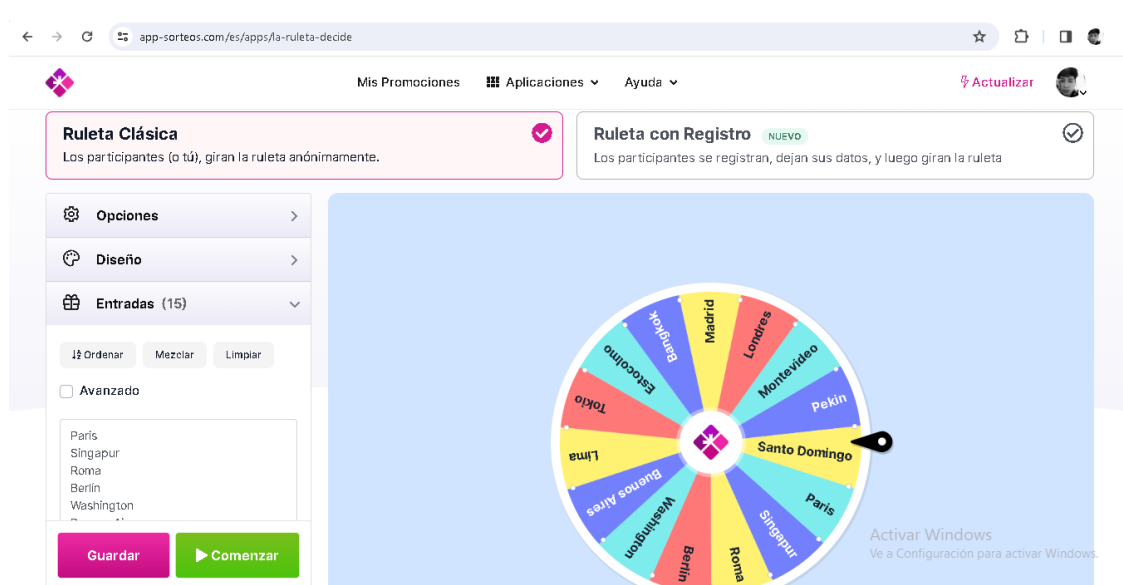 app-sorteos.com/es/apps/la-ruleta-decide
Mis Promociones Aplicaciones Ayuda Actualizar
Ruleta Clásica
Los participantes (o tú), giran la ruleta anónimamente.
Ruleta con Registro NUEVO
Los participantes se registran, dejan sus datos, y luego giran la ruleta
Opciones
Diseño
Entradas (15)
Ordenar Mezclar Limpiar
Avanzado
Paris
Singapur
Roma
Berlín
Washington
Guardar
Comenzar
Madrid
Londres
Montevideo
Pekin
Santo Domingo
Paris
Singapur
Roma
Berlin
Washington
Buenos Aires
Lima
Tokio
Estocolmo
Bangkok
Activar Windows
Ve a Configuración para activar Windows.